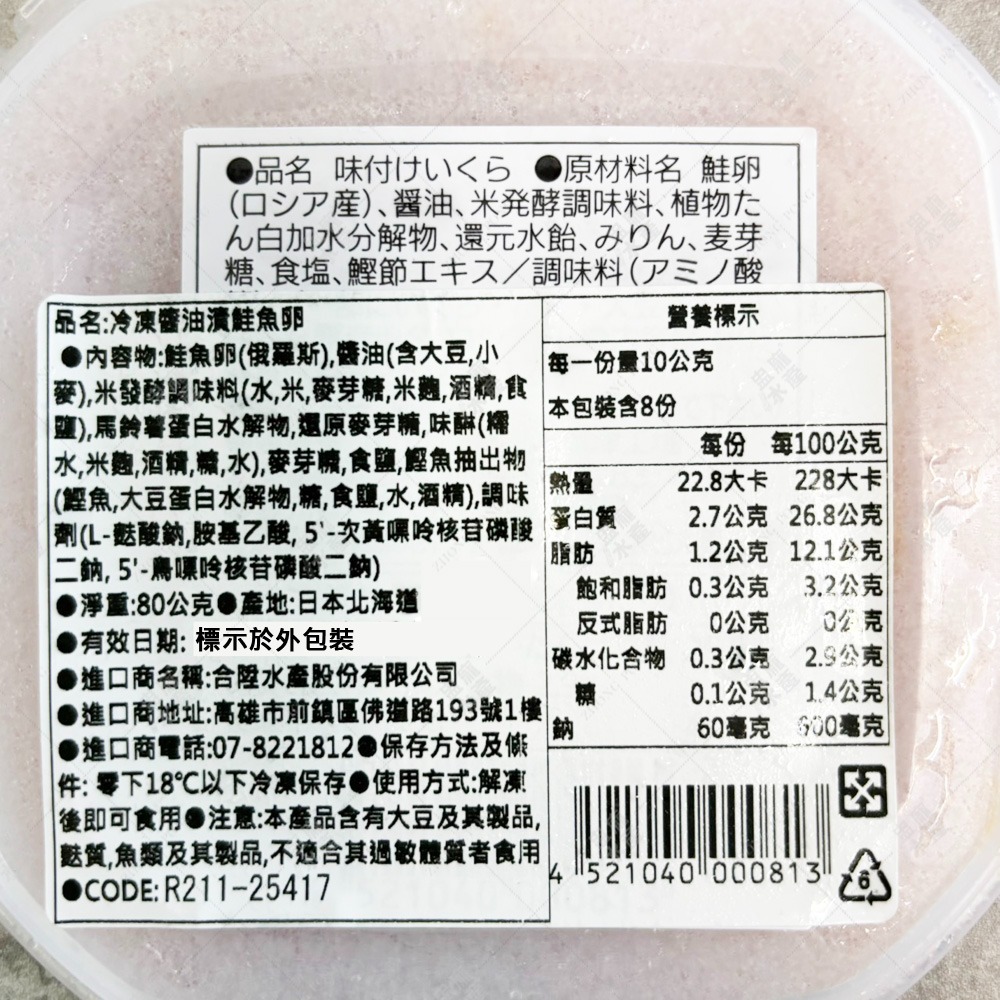 ●品名 味付けいくら ●原材料名 鮭卵
(ロシア産)、醤油、米発酵調味料、植物た
ん白加水分解物、還元水飴、みりん、麦芽
糖、食塩、鰹節エキス／調味料(アミノ酸
品名:冷凍醬油漬鮭魚卵
●內容物:鮭魚卵(俄羅斯),醬油(含大豆,小
麥),米發酵調味料(水,米,麥芽糖,米麴,酒精,食
鹽),馬鈴薯蛋白水解物,還原麥芽糖,味醂(糯
水,米麴,酒精,糖,水),麥芽糖,食鹽,鰹魚抽出物
(鰹魚,大豆蛋白水解物,糖,食鹽,水,酒精),調味
劑(L-麩酸鈉,胺基乙酸, 5'-次黃嘌呤核苷磷酸
二鈉, 5'-鳥嘌呤核苷磷酸二鈉)
●淨重:80公克●產地:日本北海道
●有效日期: 標示於外包裝
●進口商名稱:合陞水產股份有限公司
●進口商地址:高雄市前鎮區佛道路193號1樓
●進口商電話:07-8221812●保存方法及條
件: 零下18℃以下冷凍保存●使用方式:解凍
後即可食用●注意:本產品含有大豆及其製品,
麩質,魚類及其製品,不適合其過敏體質者食用
●CODE: R211-25417
營養標示
每一份量10公克
本包裝含8份
每份 每100公克
熱量 22.8大卡 228大卡
蛋白質 2.7公克 26.8公克
脂肪 1.2公克 12.1公克
飽和脂肪 0.3公克 3.2公克
反式脂肪 0公克 0公克
碳水化合物 0.3公克 2.9公克
糖 0.1公克 1.4公克
鈉 60毫克 600毫克
4 521040 000813
6